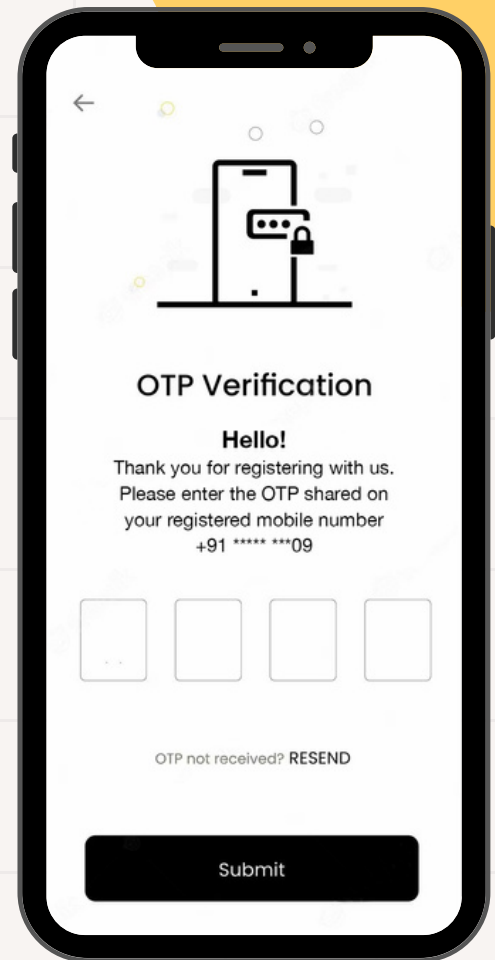 OTP Verification
Hello!
Thank you for registering with us.
Please enter the OTP shared on
your registered mobile number
+91 ***** ***09
OTP not received? RESEND
Submit